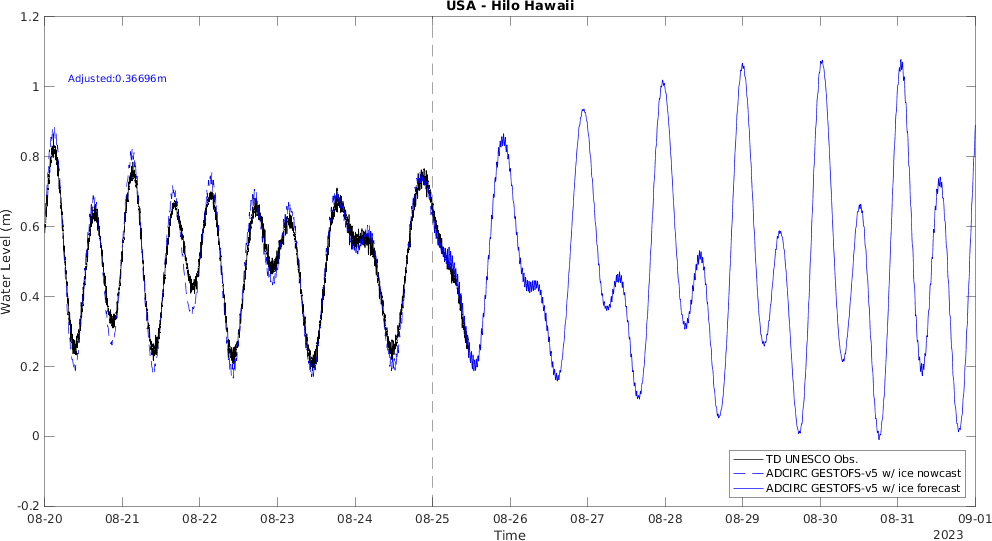 USA - Hilo Hawaii
1.2
1
0.8
0.6
0.4
0.2
0
-0.2
Water Level (m)
Adjusted:0.36696m
TD UNESCO Obs.
ADCIRC GESTOFS-v5 w/ ice nowcast
ADCIRC GESTOFS-v5 w/ ice forecast
08-20 08-21 08-22 08-23 08-24 08-25 08-26 08-27 08-28 08-29 08-30 08-31 09-01
Time
2023